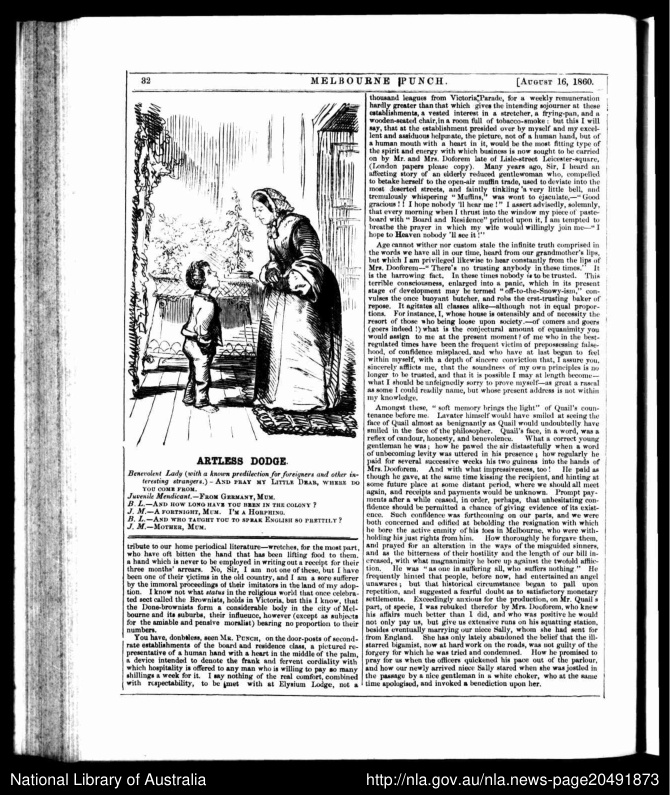 32
MELBOURNE PUNCH.
[August 16, 1860.
ARTLESS DODGE.
Benevolent Lady (with a known predilection for foreigners and other in-
teresting strangers.)—And pray my Little Dear, where do
you come from.
Juvenile Mendicant.—From Germany, Mum.
B. L.—And how long have you been in the colony?
J. M.—A fortnight, Mum. I'm a Horphing.
B. L.—And who taught you to speak English so prettily?
J. M.—Mother, Mum.
tribute to our home periodical literature—wretches, for the most part,
who have oft bitten the hand that has been lifting food to them,
a hand which is never to be employed in writing out a receipt for their
three months' arrears. No, Sir, I am not one of these, but I have
been one of their victims in the old country, and I am a sore sufferer
by the immoral proceedings of their imitators in the land of my adop-
tion. I know not what status in the religious world that once celebra-
ted sect called the Brownists, holds in Victoria, but this I know, that
the Done-brownists form a considerable body in the city of Mel-
bourne and its suburbs, their influence, however (except as subjects
for the amiable and pensive moralist) bearing no proportion to their
numbers.
You have, doubtless, seen Mr. Punch, on the door-posts of second-
rate establishments of the board and residence class, a pictured re-
presentative of a human hand with a heart in the middle of the palm,
a device intended to denote the frank and fervent cordiality with
which hospitality is offered to any man who is willing to pay so many
shillings a week for it. I say nothing of the real comfort, combined
with respectability, to be met with at Elysium Lodge, not a
thousand leagues from Victoria Parade, for a weekly remuneration
hardly greater than that which gives the intending sojourner at these
establishments, a vested interest in a stretcher, a frying-pan, and a
wooden-seated chair, in a room full of tobacco-smoke: but this I will
say, that at the establishment presided over by myself and my excel-
lent and assiduous helpmate, the picture, not of a human hand, but of
a human mouth with a heart in it, would be the most fitting type of
the spirit and energy with which business is now sought to be carried
on by Mr. and Mrs. Doforem late of Lisle-street Leicester-square,
(London papers please copy). Many years ago, Sir, I heard an
affecting story of an elderly reduced gentlewoman who, compelled
to betake herself to the open-air muffin trade, used to deviate into the
most deserted streets, and faintly tinkling a very little bell, and
tremulously whispering "Muffins," was wont to ejaculate,—"Good
gracious!! I hope nobody 'll hear me!" I assert advisedly, solemnly,
that every morning when I thrust into the window my piece of paste-
board with "Board and Residence" printed upon it, I am tempted to
breathe the prayer in which my wife would willingly join me—"I
hope to Heaven nobody 'll see it!"
Age cannot wither nor custom stale the infinite truth comprised in
the words we have all in our time, heard from our grandmother's lips,
but which I am privileged likewise to hear constantly from the lips of
Mrs. Dooforem—"There's no trusting anybody in these times." It
is the harrowing fact. In these times nobody is to be trusted. This
terrible consciousness, enlarged into a panic, which in its present
stage of development may be termed "off-to-the-Snowy-ism," con-
vulses the once buoyant butcher, and robs the erst-trusting baker of
repose. It agitates all classes alike—although not in equal propor-
tions. For instance, I, whose house is ostensibly and of necessity the
resort of those who being loose upon society—of comers and goers
(goers indeed!) what is the conjectural amount of equanimity you
would assign to me at the present moment? of me who in the best-
regulated times have been the frequent victim of prepossessing false-
hood, of confidence misplaced, and who have at last begun to feel
within myself, with a depth of sincere conviction that, I assure you,
sincerely afflicts me, that the soundness of my own principles is no
longer to be trusted, and that it is possible I may at length become—
what I should be unfeignedly sorry to prove myself—as great a rascal
as some I could readily name, but whose present address is not within
my knowledge.
Amongst these, "soft memory brings the light" of Quail's coun-
tenance before me. Lavater himself would have smiled at seeing the
face of Quail almost as benignantly as Quail would undoubtedly have
smiled in the face of the philosopher. Quail's face, in a word, was a
reflex of candour, honesty, and benevolence. What a correct young
gentleman he was; how he pawed the air distastefully when a word
of unbecoming levity was uttered in his presence; how regularly he
paid for several successive weeks his two guineas into the hands of
Mrs. Doforem. And with what impressiveness, too! He paid as
though he gave, at the same time kissing the recipient, and hinting at
some future place at some distant period, where we should all meet
again, and receipts and payments would be unknown. Prompt pay-
ments after a while ceased, in order, perhaps, that unhesitating con-
fidence should be permitted a chance of giving evidence of its exist-
ence. Such confidence was forthcoming on our parts, and we were
both concerned and edified at beholding the resignation with which
he bore the active enmity of his foes in Melbourne, who were with-
holding his just rights from him. How thoroughly he forgave them,
and prayed for an alteration in the ways of the misguided sinners,
and as the bitterness of their hostility and the length of our bill in-
creased, with what magnanimity he bore up against the twofold afflic-
tion. He was "as one in suffering all, who suffers nothing." He
frequently hinted that people, before now, had entertained an angel
unawares; but that historical circumstance began to pall upon
repetition, and suggested a fearful doubt as to satisfactory monetary
settlements. Exceedingly anxious for the production, on Mr. Quail's
part, of specie, I was rebuked therefor by Mrs. Dooforem, who knew
his affairs much better than I did, and who was positive he would
not only pay us, but give us extensive runs on his squatting station,
besides eventually marrying our niece Sally, whom she had sent for
from England. She has only lately abandoned the belief that the ill-
starred bigamist, now at hard work on the roads, was not guilty of the
forgery for which he was tried and condemned. How he promised to
pray for us when the officers quickened his pace out of the parlour,
and how our newly arrived niece Sally stared when she was jostled in
the passage by a nice gentleman in a white choker, who at the same
time apologised, and invoked a benediction upon her.
National Library of Australia
http://nla.gov.au/nla.news-page20491873